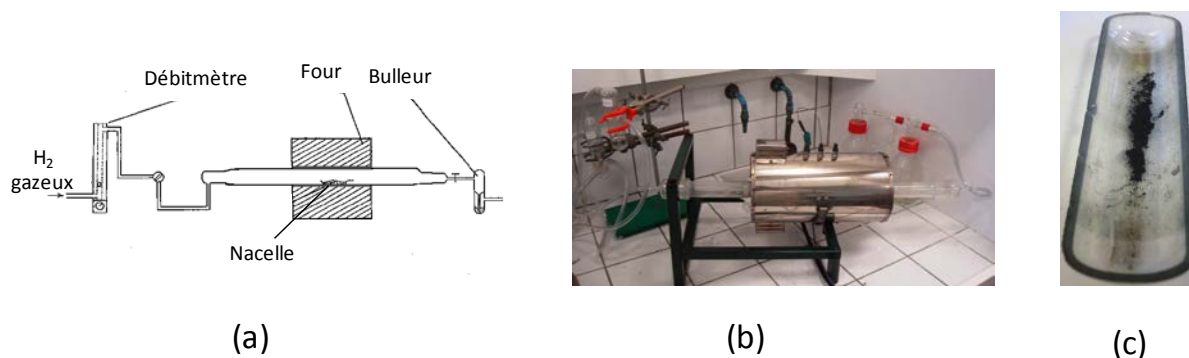 Débitmètre
Four
Bulleur
H2
gazeux
Nacelle
(a)
(b)
(c)